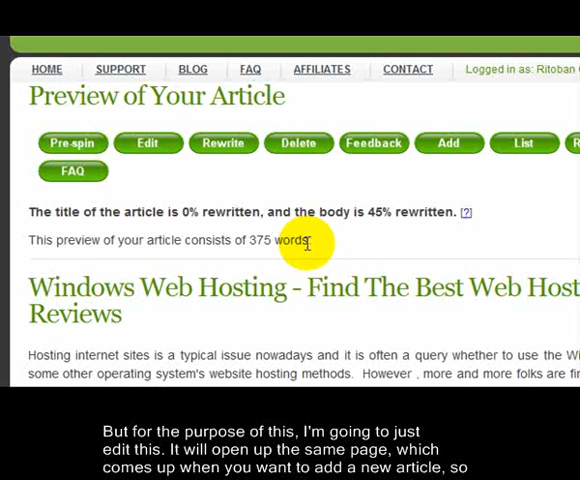 HOME SUPPORT BLOG FAQ AFFILIATES CONTACT Logged in as: Ritoban
Preview of Your Article
Pre-spin Edit Rewrite Delete Feedback Add List R
FAQ
The title of the article is 0% rewritten, and the body is 45% rewritten. [?]
This preview of your article consists of 375 words.
Windows Web Hosting - Find The Best Web Host
Reviews
Hosting internet sites is a typical issue nowadays and it is often a query whether to use the Wi
some other operating system's website hosting methods. However , more and more folks are fi
But for the purpose of this, I'm going to just
edit this. It will open up the same page, which
comes up when you want to add a new article, so